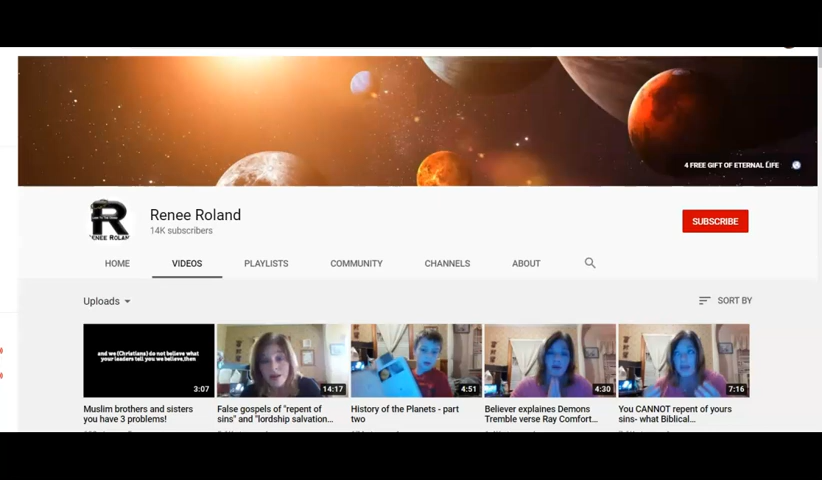 4 FREE GIFT OF ETERNAL LIFE
R
Renee Roland
14K subscribers
SUBSCRIBE
HOME VIDEOS PLAYLISTS COMMUNITY CHANNELS ABOUT
Uploads SORT BY
and we (Christians) do not believe what
your leaders tell you we believe,then
3:07 14:17 4:51 4:30 7:16
Muslim brothers and sisters
you have 3 problems!
False gospels of "repent of
sins" and "lordship salvation...
History of the Planets - part
two
Believer explaines Demons
Tremble verse Ray Comfort...
You CANNOT repent of yours
sins- what Biblical...